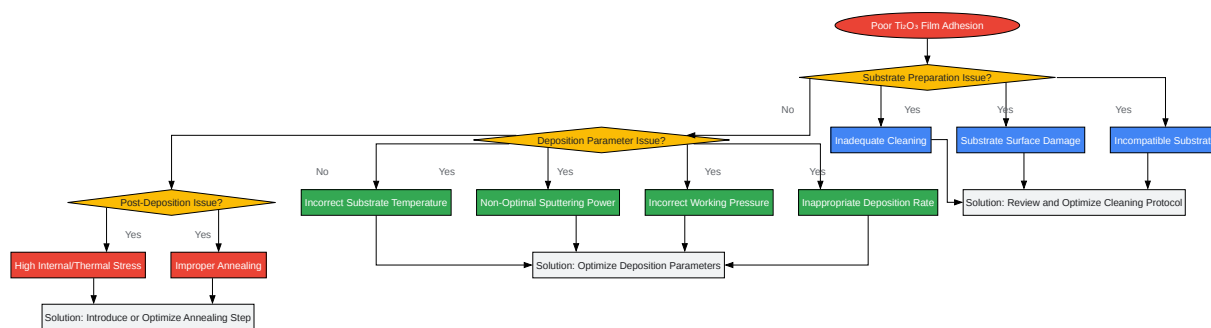 Poor Ti₂O₃ Film Adhesion
Substrate Preparation Issue?
No
Yes
Yes
Yes
Deposition Parameter Issue?
Inadequate Cleaning
Substrate Surface Damage
Incompatible Substrat
No
Yes
Yes
Yes
Yes
Post-Deposition Issue?
Incorrect Substrate Temperature
Non-Optimal Sputtering Power
Incorrect Working Pressure
Inappropriate Deposition Rate
Solution: Review and Optimize Cleaning Protocol
Yes
Yes
High Internal/Thermal Stress
Improper Annealing
Solution: Optimize Deposition Parameters
Solution: Introduce or Optimize Annealing Step